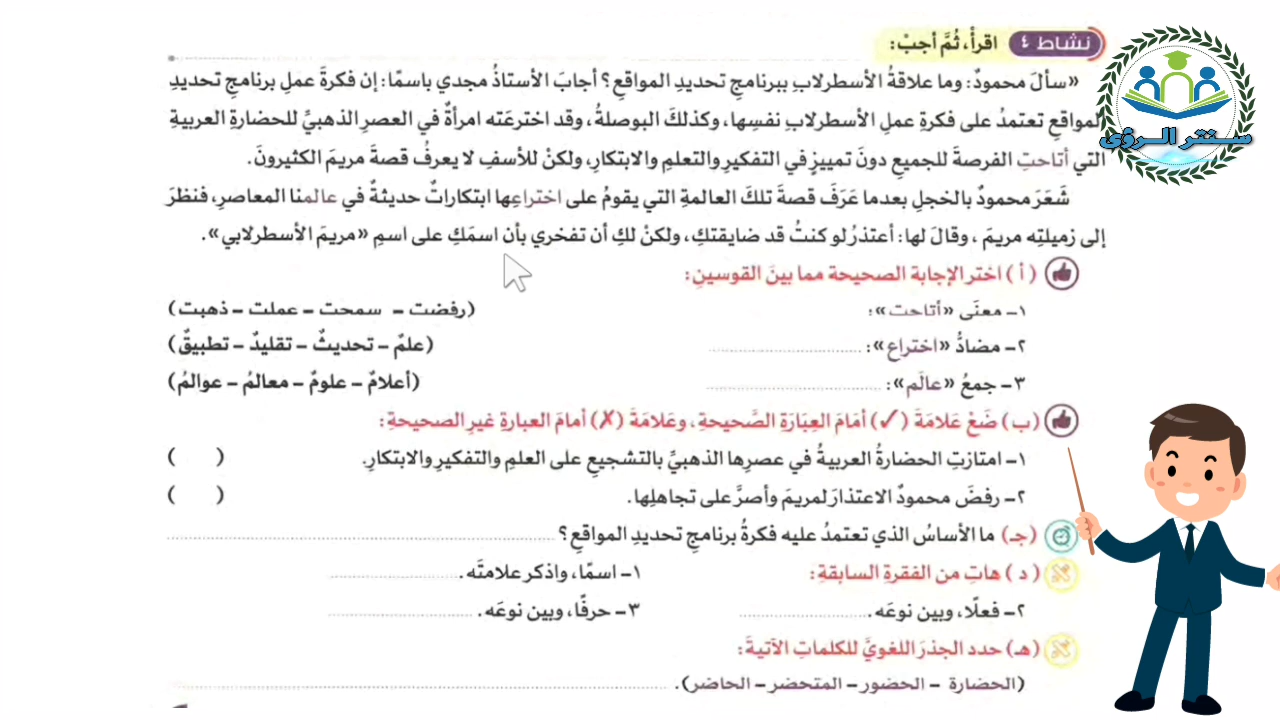 نشاط ٤ اقرأ، ثُمَّ أجبْ:
سنتر الرؤى
«سألَ محمودٌ: وما علاقةُ الأسطرلابِ ببرنامجِ تحديدِ المواقعِ؟ أجابَ الأستاذُ مجدي باسمًا: إن فكرةَ عملِ برنامجِ تحديدِ
المواقعِ تعتمدُ على فكرةِ عملِ الأسطرلابِ نفسِها، وكذلكَ البوصلةُ، وقد اخترعَته امرأةٌ في العصرِ الذهبيِّ للحضارةِ العربيةِ
التي أتاحتِ الفرصةَ للجميعِ دونَ تمييزٍ في التفكيرِ والتعلمِ والابتكارِ، ولكنْ للأسفِ لا يعرفُ قصةَ مريمَ الكثيرونَ.
شَعَرَ محمودٌ بالخجلِ بعدما عَرَفَ قصةَ تلكَ العالمةِ التي يقومُ على اختراعِها ابتكاراتٌ حديثةٌ في عالمنا المعاصرِ، فنظرَ
إلى زميلتِه مريمَ، وقالَ لها: أعتذرُ لو كنتُ قد ضايقتكِ، ولكنْ لكِ أن تفخري بأن اسمَكِ على اسمِ «مريمَ الأسطرلابي».
(أ) اختر الإجابة الصحيحة مما بينَ القوسينِ:
١- معنَى «أتاحت»: (رفضت - سمحت - عملت - ذهبت)
٢- مضادُّ «اختراع»: .......... (علمٌ - تحديثٌ - تقليدٌ - تطبيقٌ)
٣- جمعُ «عالَم»: .......... (أعلامٌ - علومٌ - معالمُ - عوالمُ)
(ب) ضَعْ عَلامَةَ (✓) أمَامَ العِبَارَةِ الصَّحيحةِ، وعَلامَةَ (✗) أمامَ العبارةِ غيرِ الصحيحةِ:
١- امتازتِ الحضارةُ العربيةُ في عصرِها الذهبيِّ بالتشجيعِ على العلمِ والتفكيرِ والابتكارِ. ( )
٢- رفضَ محمودٌ الاعتذارَ لمريمَ وأصرَّ على تجاهلِها. ( )
(جـ) ما الأساسُ الذي تعتمدُ عليه فكرةُ برنامجِ تحديدِ المواقعِ؟ ..........
(د) هاتِ من الفقرةِ السابقةِ: ١- اسمًا، واذكر علامتَه. ..........
٢- فعلًا، وبين نوعَه. .......... ٣- حرفًا، وبين نوعَه. ..........
(هـ) حدد الجذرَ اللغويَّ للكلماتِ الآتيةَ:
(الحضارة - الحضور - المتحضر - الحاضر). ..........